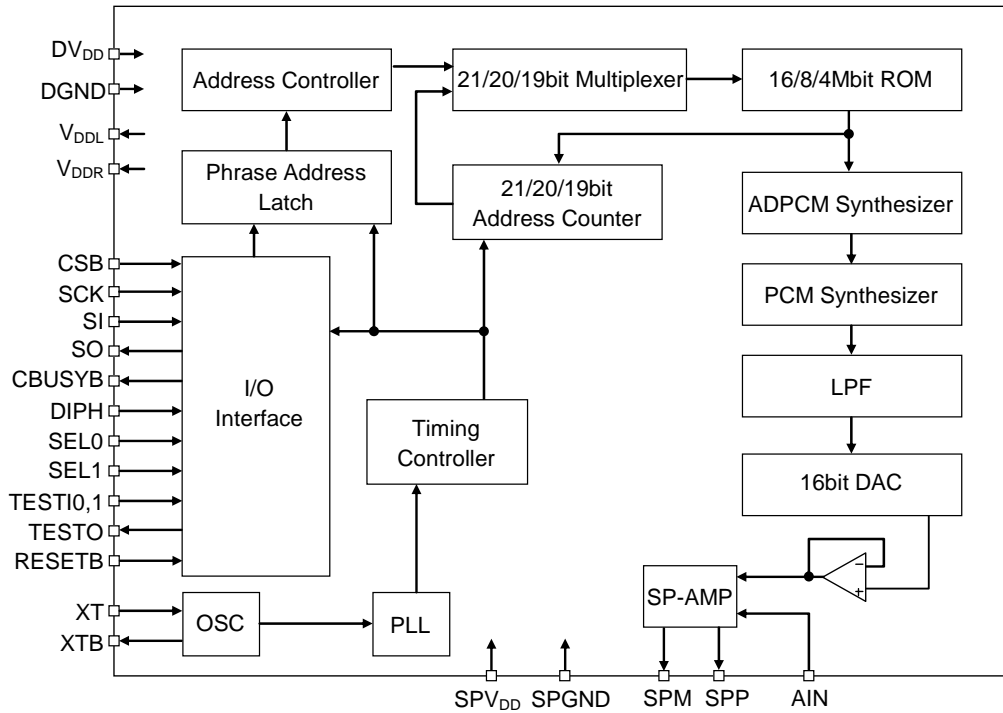 DVDD
DGND
VDDL
VDDR
CSB
SCK
SI
SO
CBUSYB
DIPH
SEL0
SEL1
TESTI0,1
TESTO
RESETB
XT
XTB
Address Controller
21/20/19bit Multiplexer
16/8/4Mbit ROM
Phrase Address
Latch
21/20/19bit
Address Counter
ADPCM Synthesizer
PCM Synthesizer
I/O
Interface
LPF
Timing
Controller
16bit DAC
−
+
SP-AMP
OSC
PLL
SPVDD
SPGND
SPM
SPP
AIN